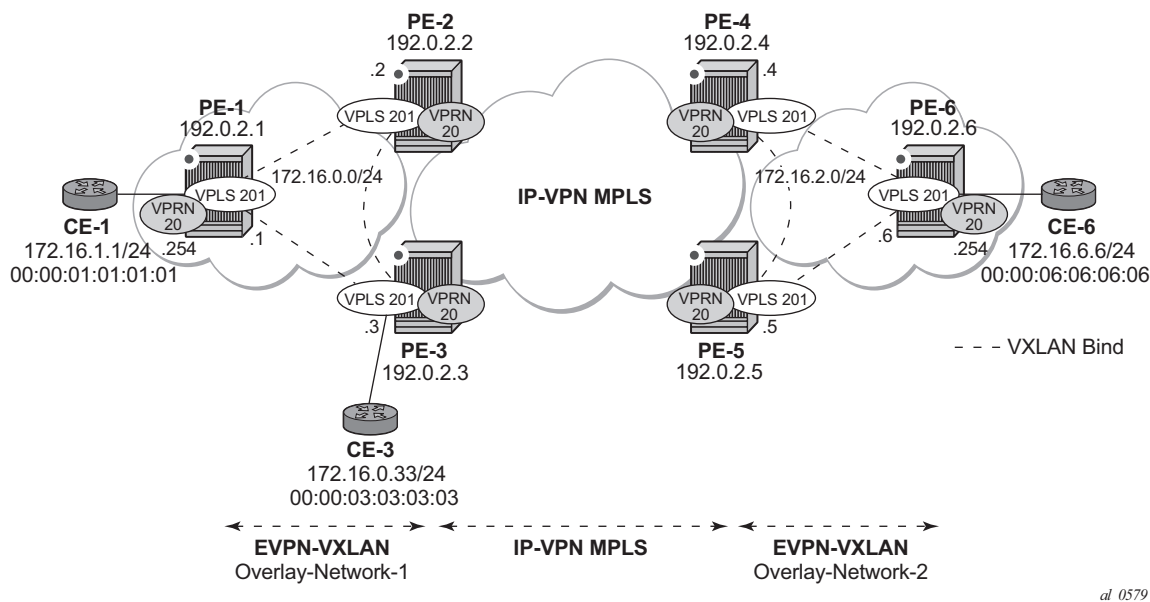 PE-2
192.0.2.2
.2
VPLS 201
VPRN
20
PE-4
192.0.2.4
.4
VPRN
20
VPLS 201
PE-1
192.0.2.1
VPLS 201
VPRN
20
.1
.254
172.16.0.0/24
CE-1
172.16.1.1/24
00:00:01:01:01:01
IP-VPN MPLS
172.16.2.0/24
PE-6
192.0.2.6
VPLS 201
VPRN
20
.6
.254
CE-6
172.16.6.6/24
00:00:06:06:06:06
VPLS 201
VPRN
20
.3
PE-3
192.0.2.3
VPRN
20
VPLS 201
.5
PE-5
192.0.2.5
VXLAN Bind
CE-3
172.16.0.33/24
00:00:03:03:03:03
EVPN-VXLAN
Overlay-Network-1
IP-VPN MPLS
EVPN-VXLAN
Overlay-Network-2
al_0579